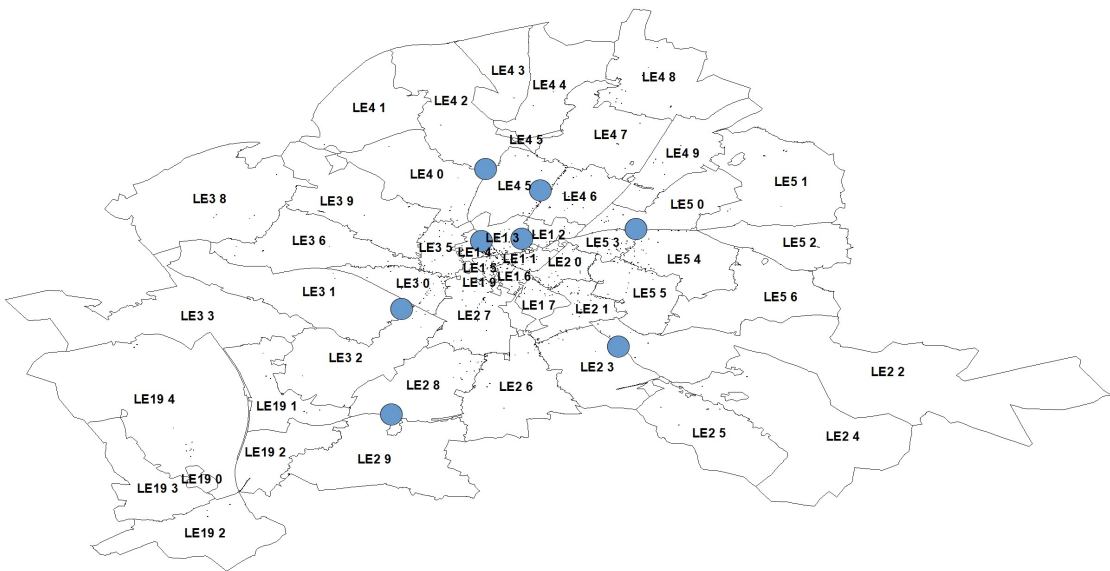 LE4 3
LE4 8
LE4 4
LE4 2
LE4 1
LE4 7
LE4 5
LE4 9
LE4 0
LE5 1
LE4 5
LE4 6
LE3 8
LE3 9
LE5 0
LE1 3
LE1 2
LE3 6
LE3 5
LE5 3
LE5 2
LE1 4
LE1 1
LE2 0
LE5 4
LE1 5
LE1 6
LE1 9
LE3 0
LE3 1
LE5 5
LE5 6
LE1 7
LE2 1
LE3 3
LE2 7
LE3 2
LE2 3
LE2 2
LE2 8
LE2 6
LE19 4
LE19 1
LE2 5
LE2 4
LE19 2
LE2 9
LE19 0
LE19 3
LE19 2